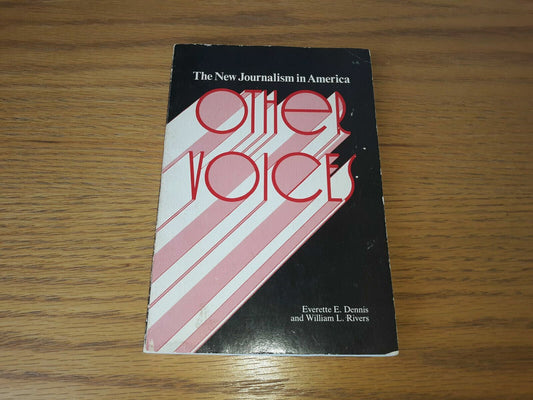 The New Journalism in America
OTHeR
VOICES
Everette E. Dennis
and William L. Rivers